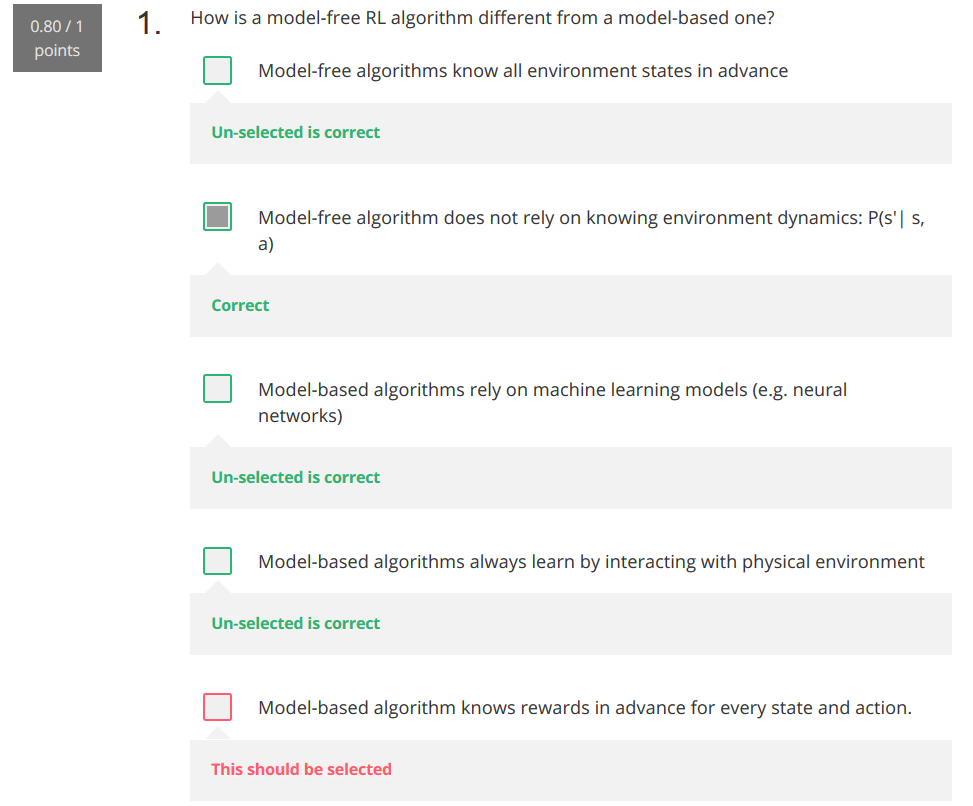 0.80 / 1
points
1.
How is a model-free RL algorithm different from a model-based one?
Model-free algorithms know all environment states in advance
Un-selected is correct
Model-free algorithm does not rely on knowing environment dynamics: P(s'| s,
a)
Correct
Model-based algorithms rely on machine learning models (e.g. neural
networks)
Un-selected is correct
Model-based algorithms always learn by interacting with physical environment
Un-selected is correct
Model-based algorithm knows rewards in advance for every state and action.
This should be selected